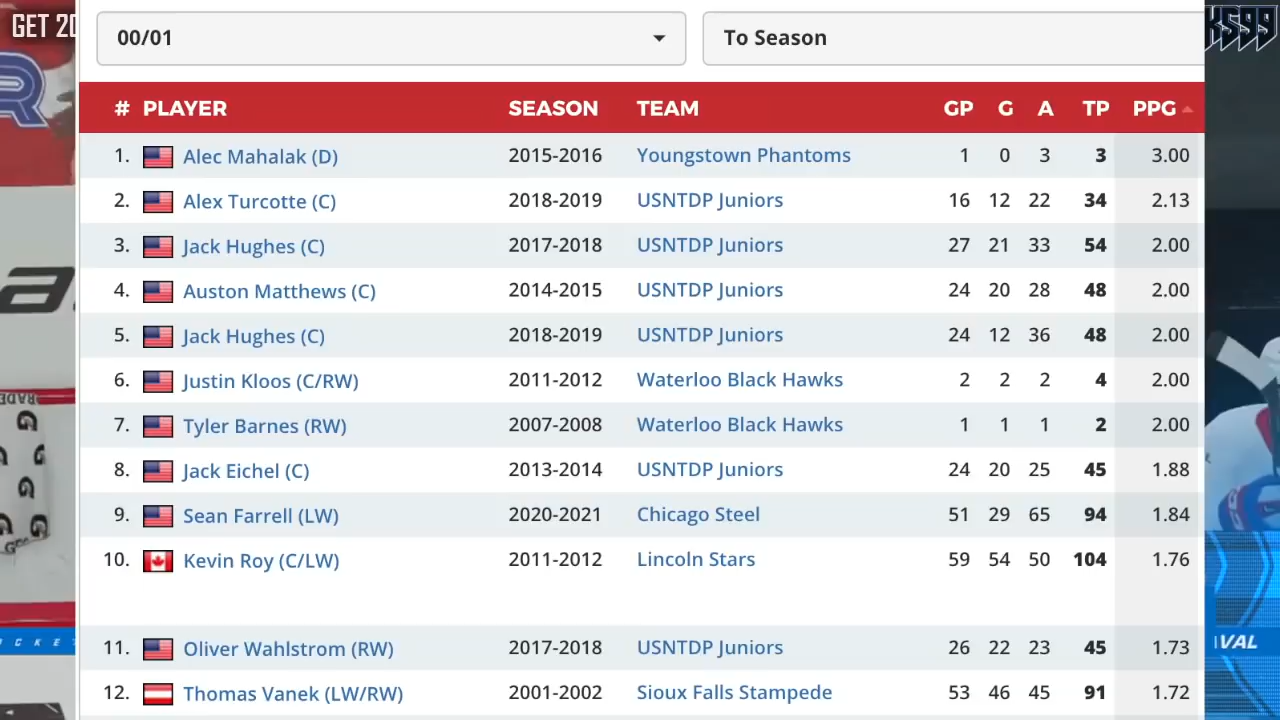 GET 20
00/01
To Season
KS99
# PLAYER SEASON TEAM GP G A TP PPG
1. Alec Mahalak (D) 2015-2016 Youngstown Phantoms 1 0 3 3 3.00
2. Alex Turcotte (C) 2018-2019 USNTDP Juniors 16 12 22 34 2.13
3. Jack Hughes (C) 2017-2018 USNTDP Juniors 27 21 33 54 2.00
4. Auston Matthews (C) 2014-2015 USNTDP Juniors 24 20 28 48 2.00
5. Jack Hughes (C) 2018-2019 USNTDP Juniors 24 12 36 48 2.00
6. Justin Kloos (C/RW) 2011-2012 Waterloo Black Hawks 2 2 2 4 2.00
7. Tyler Barnes (RW) 2007-2008 Waterloo Black Hawks 1 1 1 2 2.00
8. Jack Eichel (C) 2013-2014 USNTDP Juniors 24 20 25 45 1.88
9. Sean Farrell (LW) 2020-2021 Chicago Steel 51 29 65 94 1.84
10. Kevin Roy (C/LW) 2011-2012 Lincoln Stars 59 54 50 104 1.76
11. Oliver Wahlstrom (RW) 2017-2018 USNTDP Juniors 26 22 23 45 1.73
12. Thomas Vanek (LW/RW) 2001-2002 Sioux Falls Stampede 53 46 45 91 1.72
OCKET
IVAL